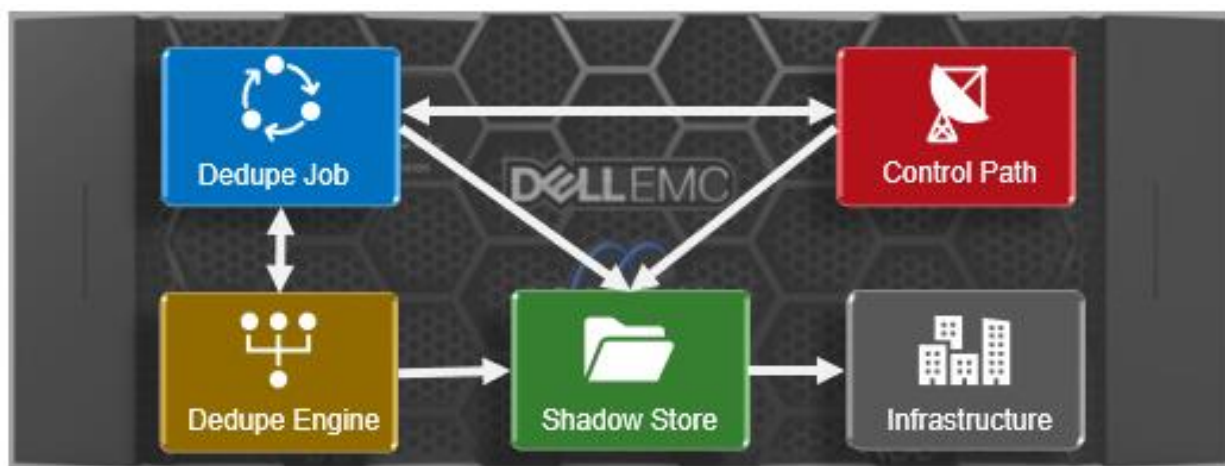 Dedupe Job
Control Path
DELLEMC
Dedupe Engine
Shadow Store
Infrastructure